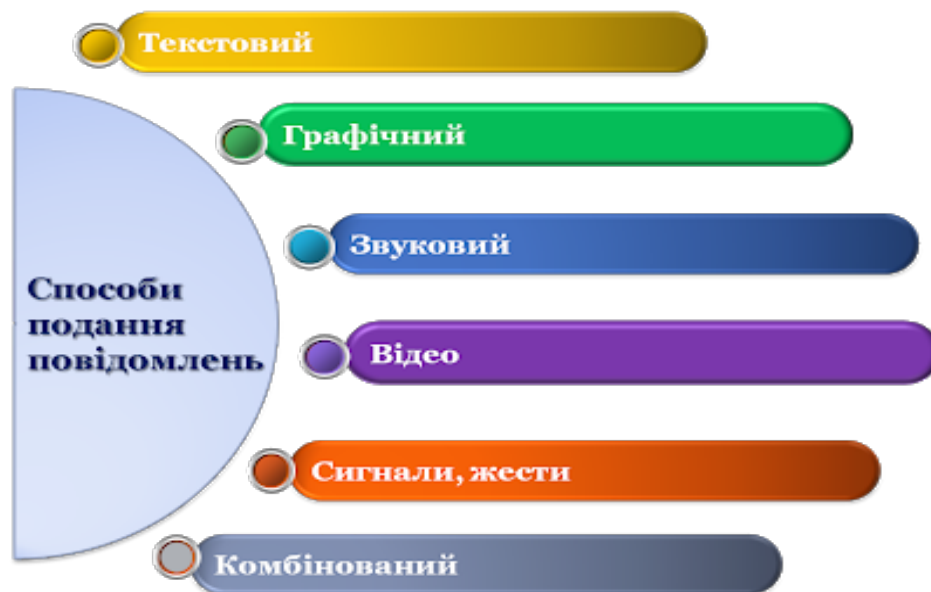 Текстовий
Графічний
Звуковий
Способи
подання
повідомлень
Відео
Сигнали, жести
Комбінований